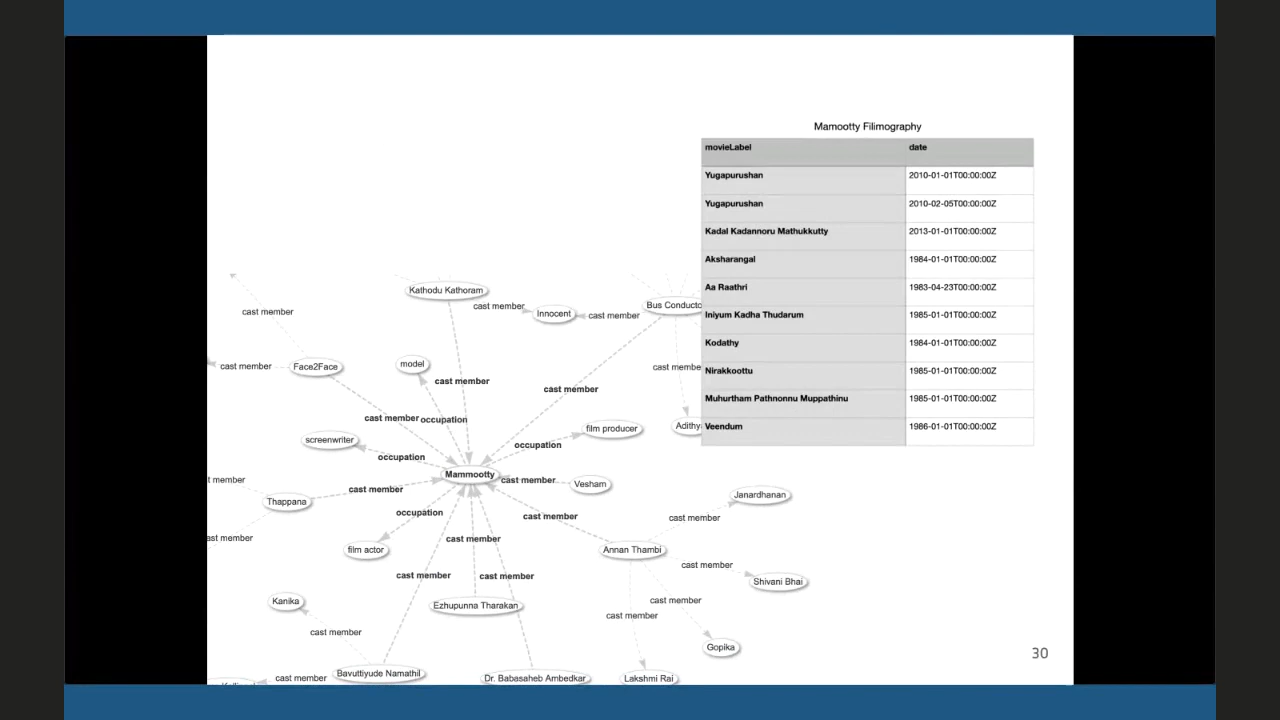 Mamootty Filimography
movieLabel date
Yugapurushan 2010-01-01T00:00:00Z
Yugapurushan 2010-02-05T00:00:00Z
Kadal Kadannoru Mathukkutty 2013-01-01T00:00:00Z
Aksharangal 1984-01-01T00:00:00Z
Aa Raathri 1983-04-23T00:00:00Z
Iniyum Kadha Thudarum 1985-01-01T00:00:00Z
Kodathy 1984-01-01T00:00:00Z
Nirakkoottu 1985-01-01T00:00:00Z
Muhurtham Pathnonnu Muppathinu 1985-01-01T00:00:00Z
Veendum 1986-01-01T00:00:00Z
Kathodu Kathoram
cast member
Innocent
cast member
Bus Conducto
cast member
cast member
Face2Face
model
cast member
cast member
cast membe
cast member
occupation
Adithy
film producer
screenwriter
occupation
occupation
Mammootty
cast member
Vesham
t member
cast member
Janardhanan
Thappana
occupation
cast member
cast member
ast member
cast member
film actor
Annan Thambi
cast member
cast member
cast member
Shivani Bhai
Kanika
Ezhupunna Tharakan
cast member
cast member
cast member
Gopika
30
Bavuttiyude Namathil
cast member
Dr. Babasaheb Ambedkar
Lakshmi Rai